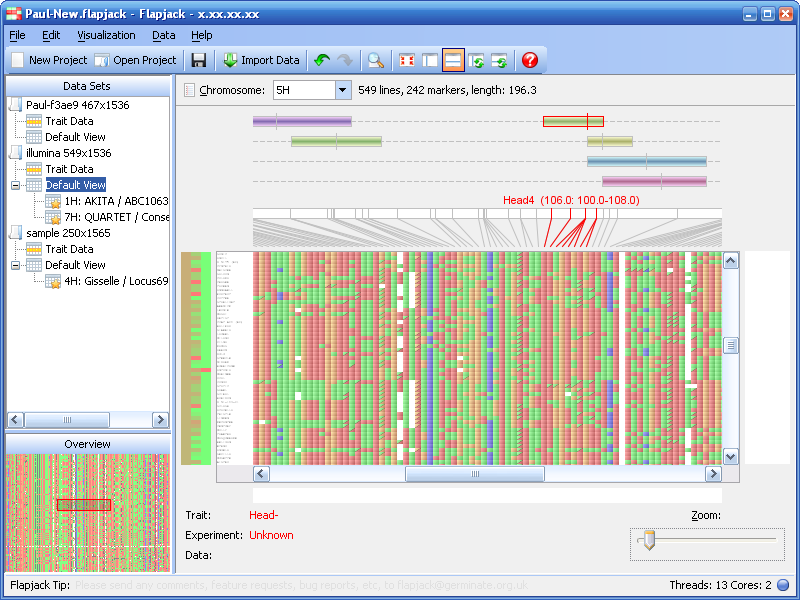 Paul-New.flapjack - Flapjack - x.xx.xx.xx
File Edit Visualization Data Help
New Project Open Project Import Data
Data Sets
Paul-f3ae9 467x1536
Trait Data
Default View
illumina 549x1536
Trait Data
Default View
1H: AKITA / ABC1063
7H: QUARTET / Conse
sample 250x1565
Trait Data
Default View
4H: Gisselle / Locus69
Overview
Chromosome: 5H 549 lines, 242 markers, length: 196.3
Head4 (106.0: 100.0-108.0)
Trait: Head-
Experiment: Unknown
Data:
Zoom:
Flapjack Tip: Please send any comments, feature requests, bug reports, etc, to flapjack@germinate.org.uk
Threads: 13 Cores: 2